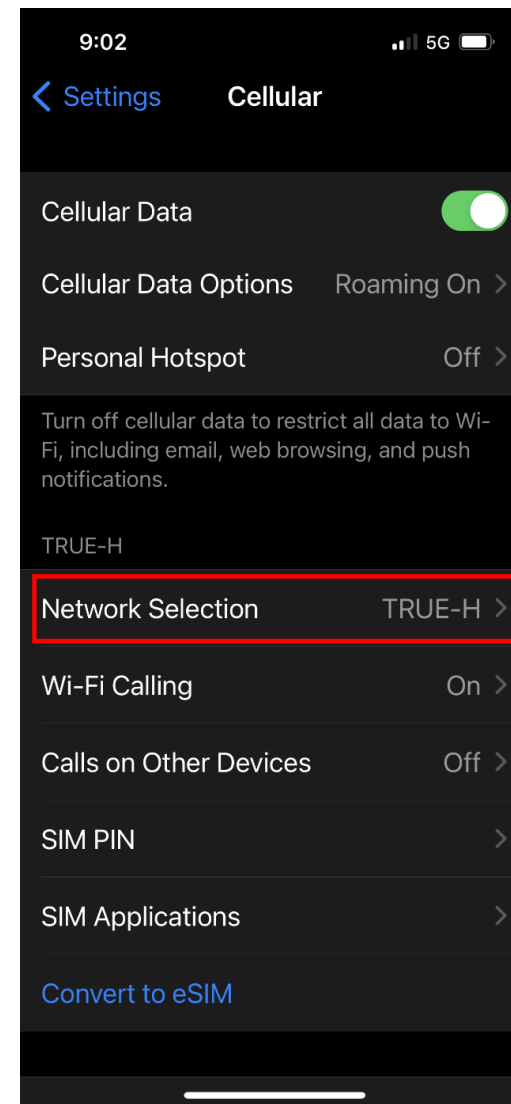 9:02 5G
Settings Cellular
Cellular Data
Cellular Data Options Roaming On
Personal Hotspot Off
Turn off cellular data to restrict all data to Wi-
Fi, including email, web browsing, and push
notifications.
TRUE-H
Network Selection TRUE-H
Wi-Fi Calling On
Calls on Other Devices Off
SIM PIN
SIM Applications
Convert to eSIM